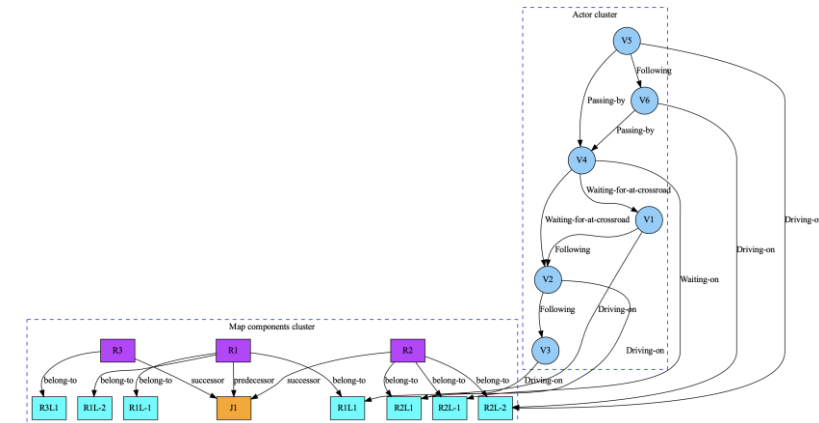 Actor cluster
V5
Following
Passing-by
V6
Passing-by
V4
Waiting-for-at-crossroad
Waiting-for-at-crossroad
V1
Driving-o
Following
Driving-on
V2
Waiting-on
Following
Driving-on
Map components cluster
R3
R1
R2
V3
Driving-on
belong-to
belong-to
belong-to
successor
predecessor
successor
belong-to
belong-to
belong-to
belong-to
Driving-on
R3L1
R1L-2
R1L-1
J1
R1L1
R2L1
R2L-1
R2L-2